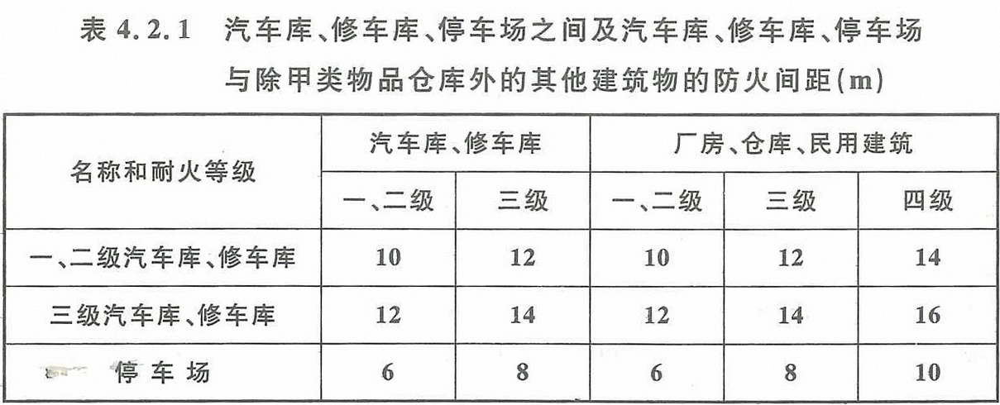 表 4.2.1 汽车库、修车库、停车场之间及汽车库、修车库、停车场
与除甲类物品仓库外的其他建筑物的防火间距(m)
名称和耐火等级 汽车库、修车库 厂房、仓库、民用建筑
一、二级 三级 一、二级 三级 四级
一、二级汽车库、修车库 10 12 10 12 14
三级汽车库、修车库 12 14 12 14 16
停车场 6 8 6 8 10